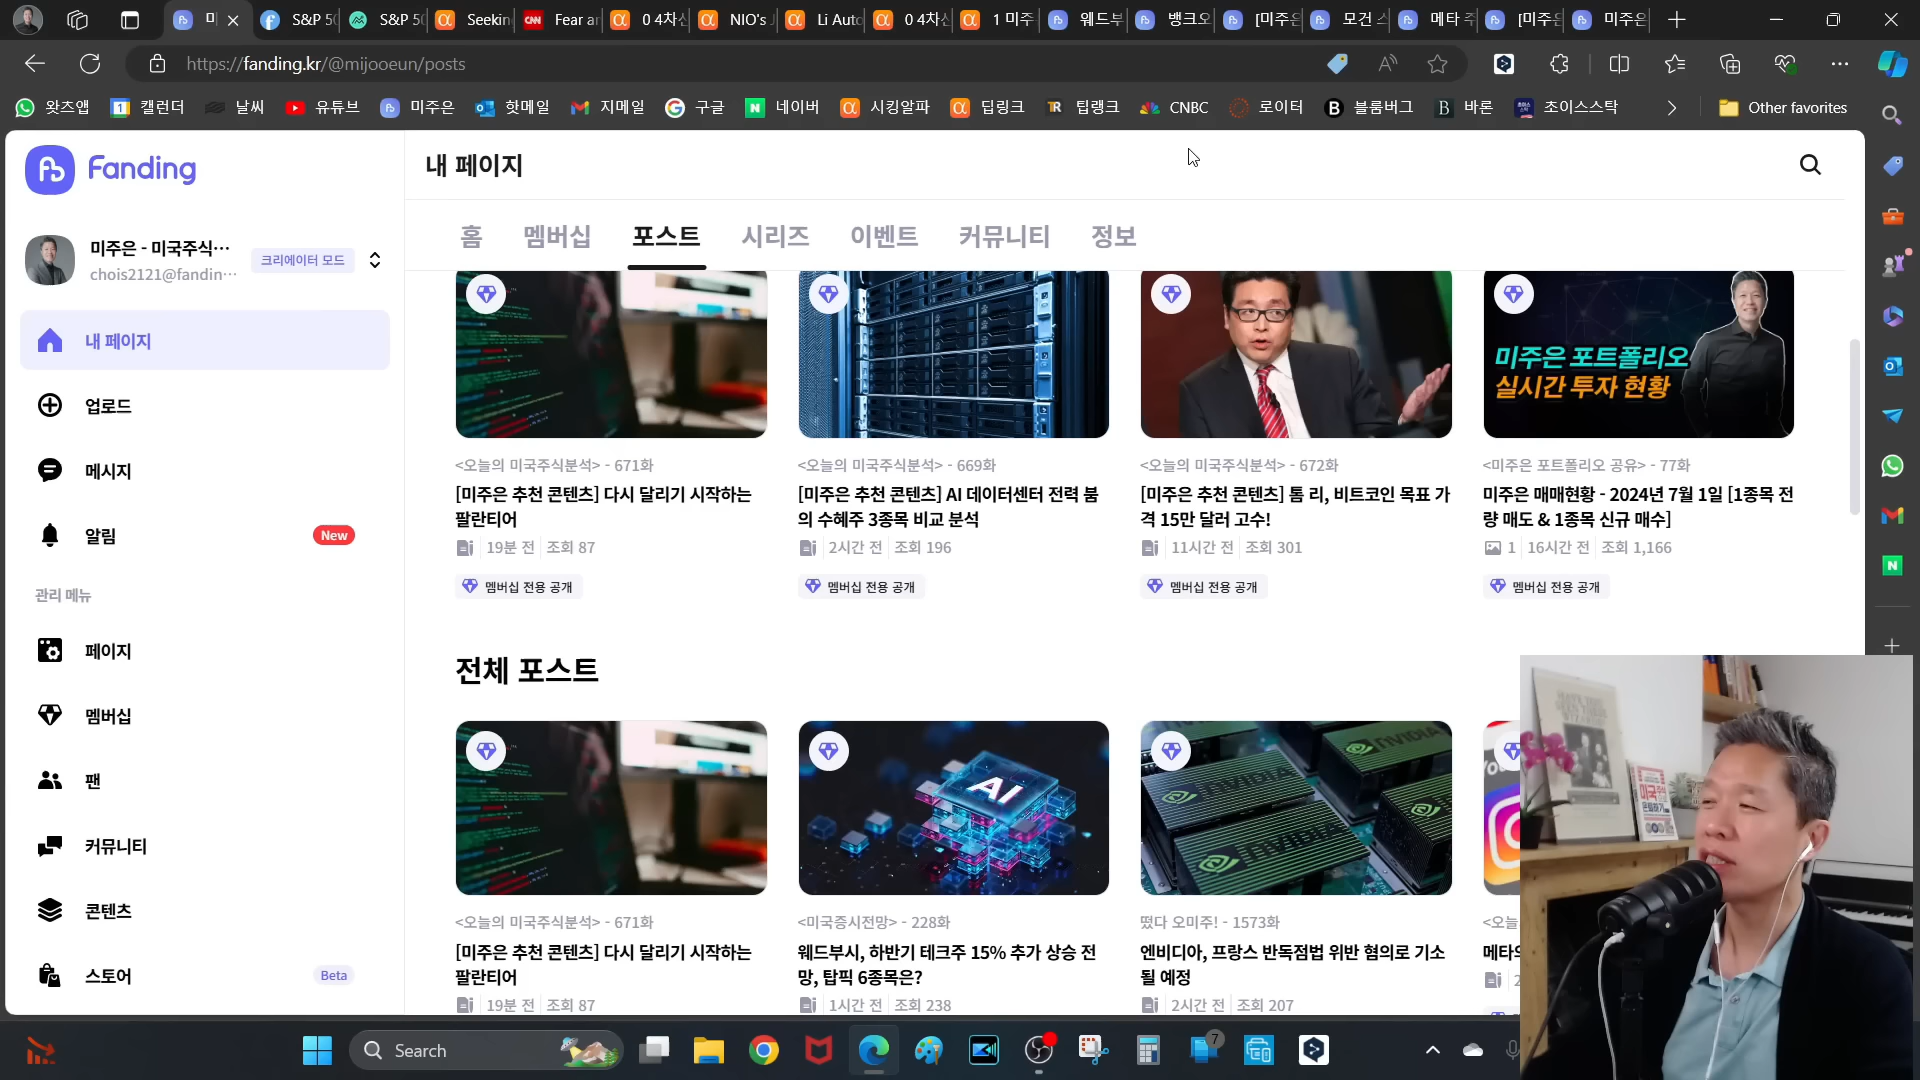 S&P 50
S&P 50
Seekin
Fear ar
0 4차산
NIO's J
Li Auto
0 4차산
1 미주
웨드부
뱅크오
[미주은
모건 스
메타 주
[미주은
미주은
https://fanding.kr/@mijooeun/posts
왓츠앱
캘린더
날씨
유튜브
미주은
핫메일
지메일
구글
네이버
시킹알파
딥링크
팁랭크
CNBC
로이터
블룸버그
바론
초이스스탁
Other favorites
Fanding
내 페이지
미주은 - 미국주식…
chois2121@fandin…
크리에이터 모드
홈
멤버십
포스트
시리즈
이벤트
커뮤니티
정보
내 페이지
업로드
메시지
알림
New
관리 메뉴
페이지
멤버십
팬
커뮤니티
콘텐츠
스토어
Beta
미주은 포트폴리오
실시간 투자 현황
<오늘의 미국주식분석> - 671화
[미주은 추천 콘텐츠] 다시 달리기 시작하는
팔란티어
19분 전 조회 87
멤버십 전용 공개
<오늘의 미국주식분석> - 669화
[미주은 추천 콘텐츠] AI 데이터센터 전력 붐
의 수혜주 3종목 비교 분석
2시간 전 조회 196
멤버십 전용 공개
<오늘의 미국주식분석> - 672화
[미주은 추천 콘텐츠] 톰 리, 비트코인 목표 가
격 15만 달러 고수!
11시간 전 조회 301
멤버십 전용 공개
<미주은 포트폴리오 공유> - 77화
미주은 매매현황 - 2024년 7월 1일 [1종목 전
량 매도 & 1종목 신규 매수]
1 16시간 전 조회 1,166
멤버십 전용 공개
전체 포스트
AI
NVIDIA
NVIDIA
<오늘의 미국주식분석> - 671화
[미주은 추천 콘텐츠] 다시 달리기 시작하는
팔란티어
19분 전 조회 87
<미국증시전망> - 228화
웨드부시, 하반기 테크주 15% 추가 상승 전
망, 탑픽 6종목은?
1시간 전 조회 238
떴다 오미주! - 1573화
엔비디아, 프랑스 반독점법 위반 혐의로 기소
될 예정
2시간 전 조회 207
<오늘
메타의
2
미국주식
Search
7